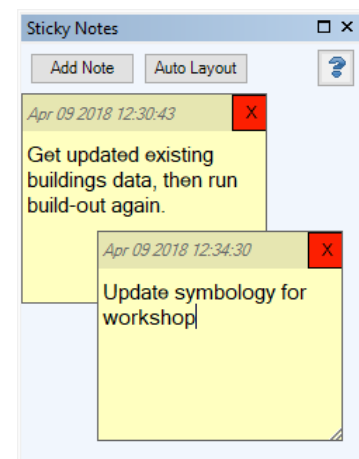 Sticky Notes
Add Note
Auto Layout
Apr 09 2018 12:30:43
X
Get updated existing
buildings data, then run
build-out again.
Apr 09 2018 12:34:30
X
Update symbology for
workshop